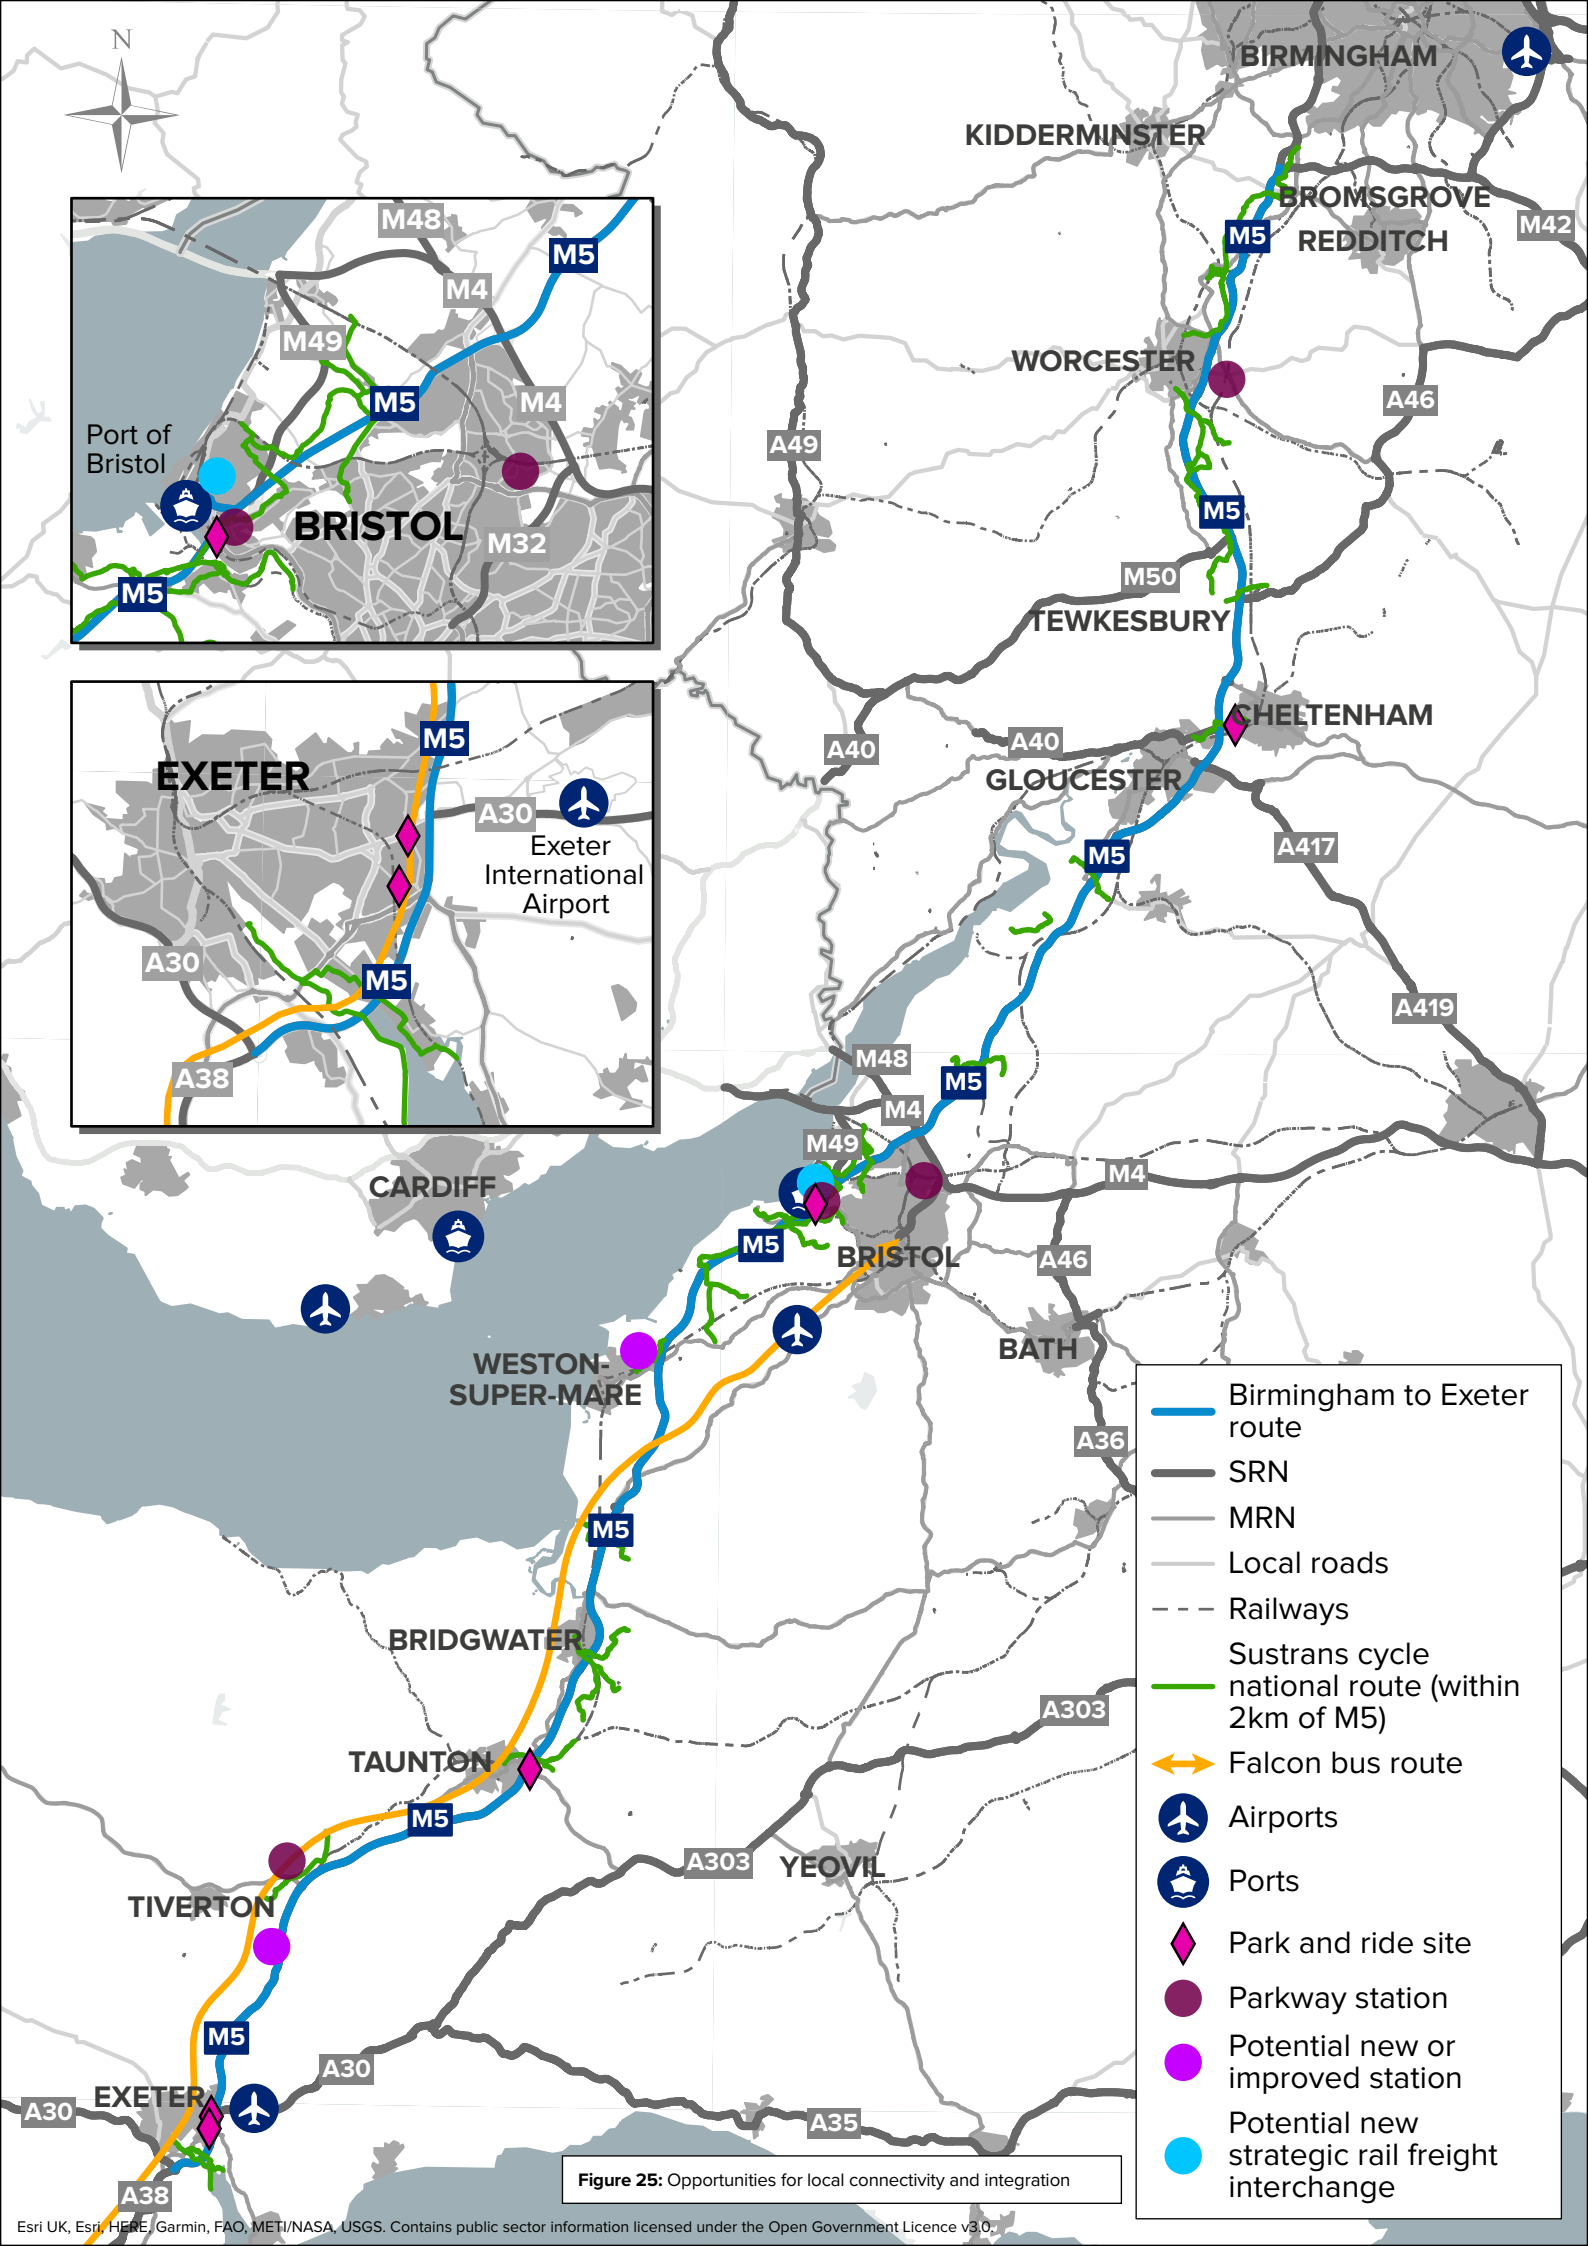 N
BIRMINGHAM
KIDDERMINSTER
BROMSGROVE
M42
M5
REDDITCH
WORCESTER
A46
A49
M5
M50
TEWKESBURY
CHELTENHAM
A40
A40
GLOUCESTER
A417
M5
A419
M48
M5
M4
M49
M4
CARDIFF
M5
BRISTOL
A46
BATH
WESTON-
SUPER-MARE
A36
M5
BRIDGWATER
A303
TAUNTON
M5
A303
YEOVIL
TIVERTON
M5
A30
EXETER
A30
A35
A38
M48
M5
M4
M49
M5
M4
Port of
Bristol
BRISTOL
M32
M5
M5
EXETER
A30
Exeter
International
Airport
A30
M5
A38
Birmingham to Exeter
route
SRN
MRN
Local roads
Railways
Sustrans cycle
national route (within
2km of M5)
Falcon bus route
Airports
Ports
Park and ride site
Parkway station
Potential new or
improved station
Potential new
strategic rail freight
interchange
Figure 25: Opportunities for local connectivity and integration
Esri UK, Esri, HERE, Garmin, FAO, METI/NASA, USGS. Contains public sector information licensed under the Open Government Licence v3.0.